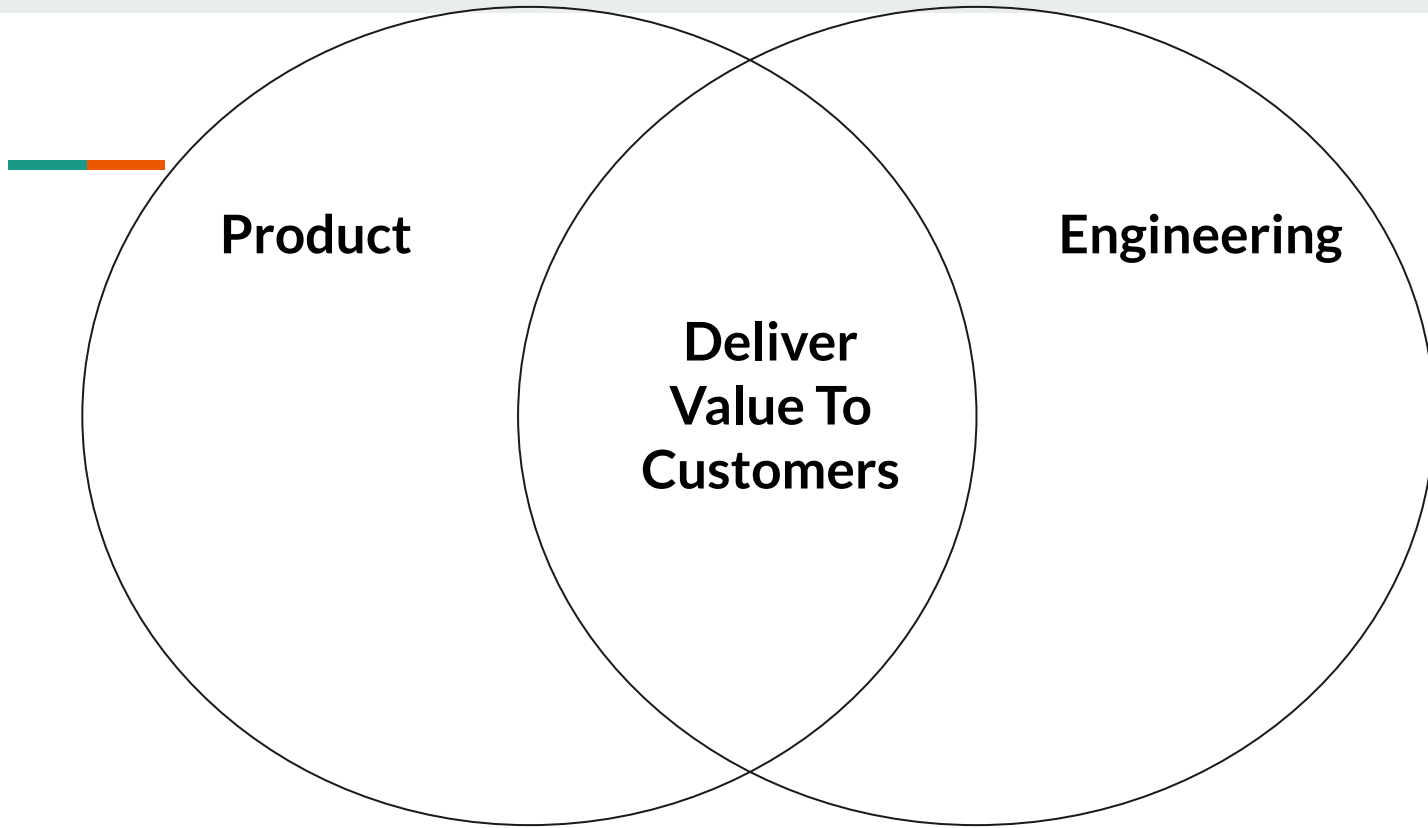 Product
Engineering
Deliver
Value To
Customers